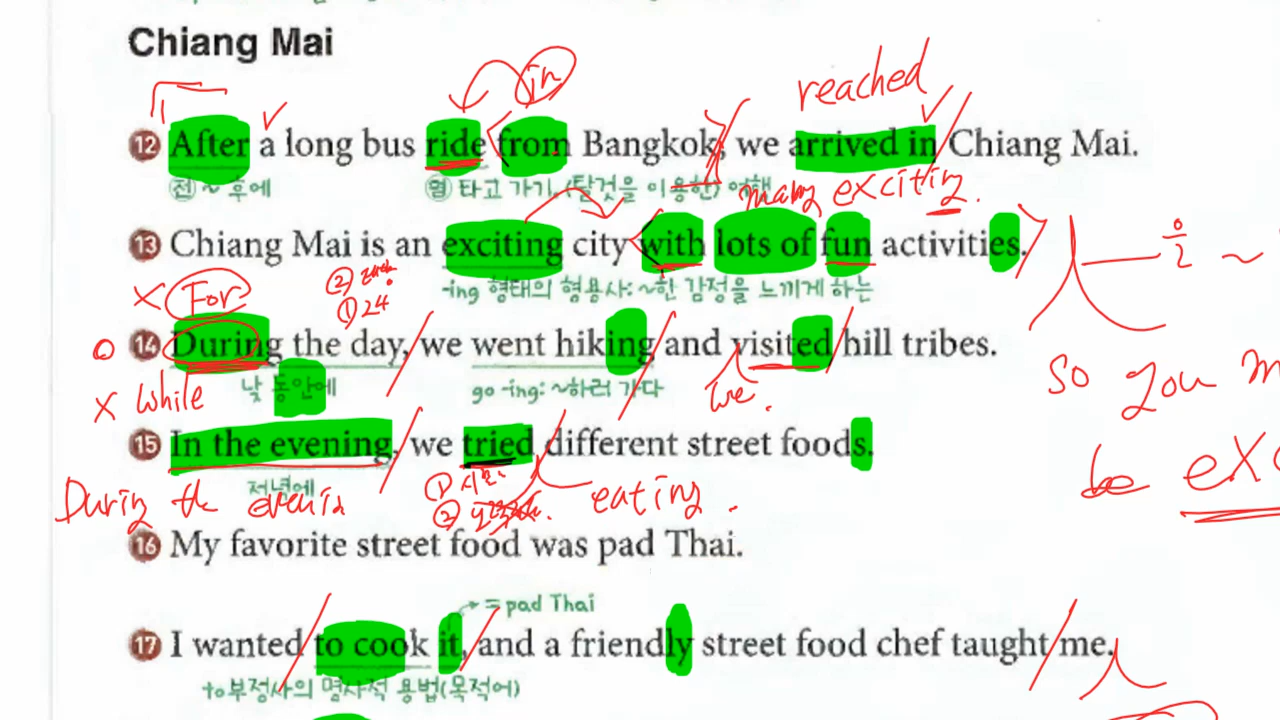 Chiang Mai
in
reached
12 After a long bus ride from Bangkok, we arrived in Chiang Mai.
전 ~ 후에 명 타고 가기, (탈것을 이용한) 여행
many exciting.
13 Chiang Mai is an exciting city with lots of fun activities.
-ing 형태의 형용사: ~한 감정을 느끼게 하는
X For
14 During the day, we went hiking and visited hill tribes.
X While
낮 동안에 go -ing: ~하러 가다
we.
so you
15 In the evening, we tried different street foods.
저녁에
be
During the evenin
eating.
16 My favorite street food was pad Thai.
= pad Thai
17 I wanted to cook it, and a friendly street food chef taught me.
to부정사의 명사적 용법(목적어)